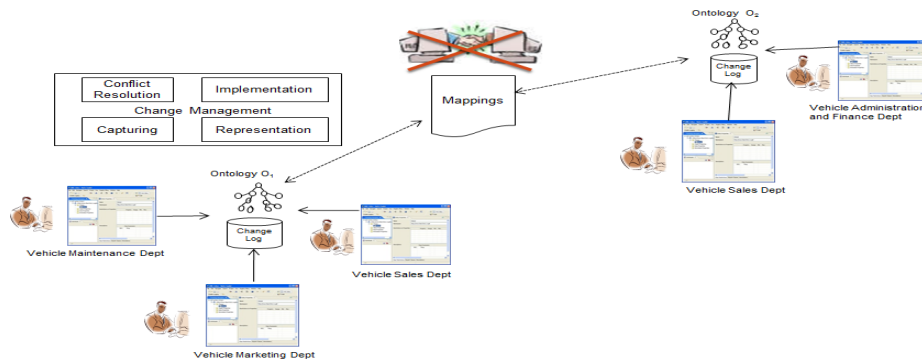 Ontology O2
Change
Log
Vehicle Administration
and Finance Dept
Vehicle Sales Dept
Mappings
Conflict
Resolution
Implementation
Change Management
Capturing
Representation
Ontology O1
Change
Log
Vehicle Maintenance Dept
Vehicle Sales Dept
Vehicle Marketing Dept